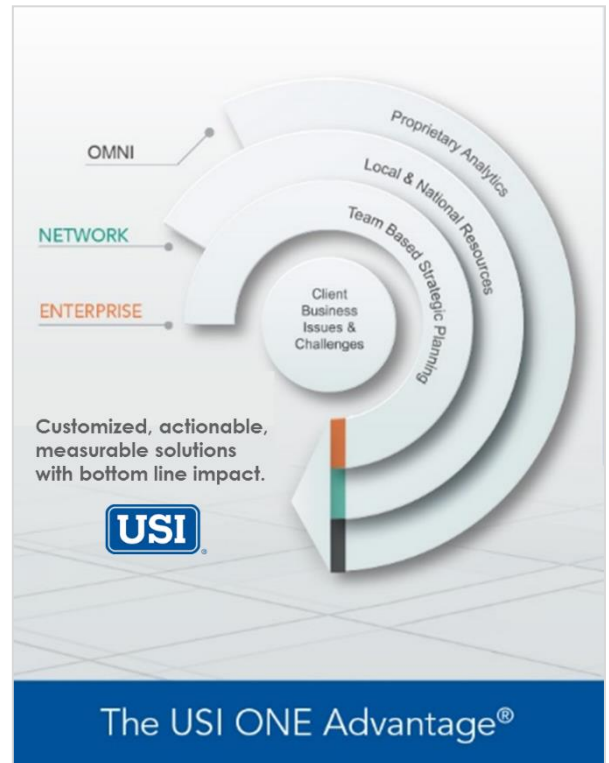 OMNI
Proprietary Analytics
NETWORK
Local & National Resources
ENTERPRISE
Team Based Strategic Planning
Client
Business
Issues &
Challenges
Customized, actionable,
measurable solutions
with bottom line impact.
USI®
The USI ONE Advantage®